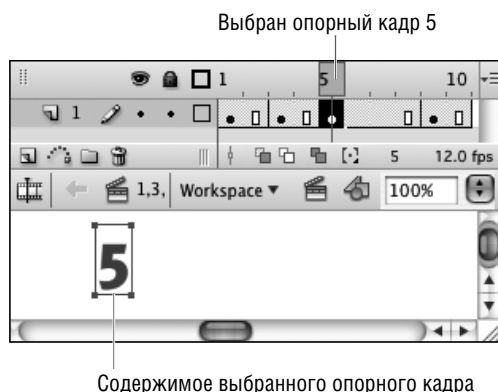 Выбран опорный кадр 5
1 5 10
1
5 12.0 fps
1,3, Workspace 100%
5
Содержимое выбранного опорного кадра